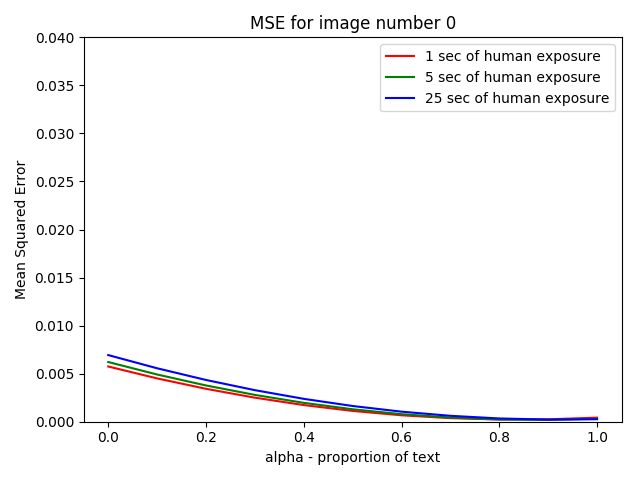 MSE for image number 0
0.040
0.035
0.030
0.025
0.020
0.015
0.010
0.005
0.000
Mean Squared Error
1 sec of human exposure
5 sec of human exposure
25 sec of human exposure
0.0 0.2 0.4 0.6 0.8 1.0
alpha - proportion of text